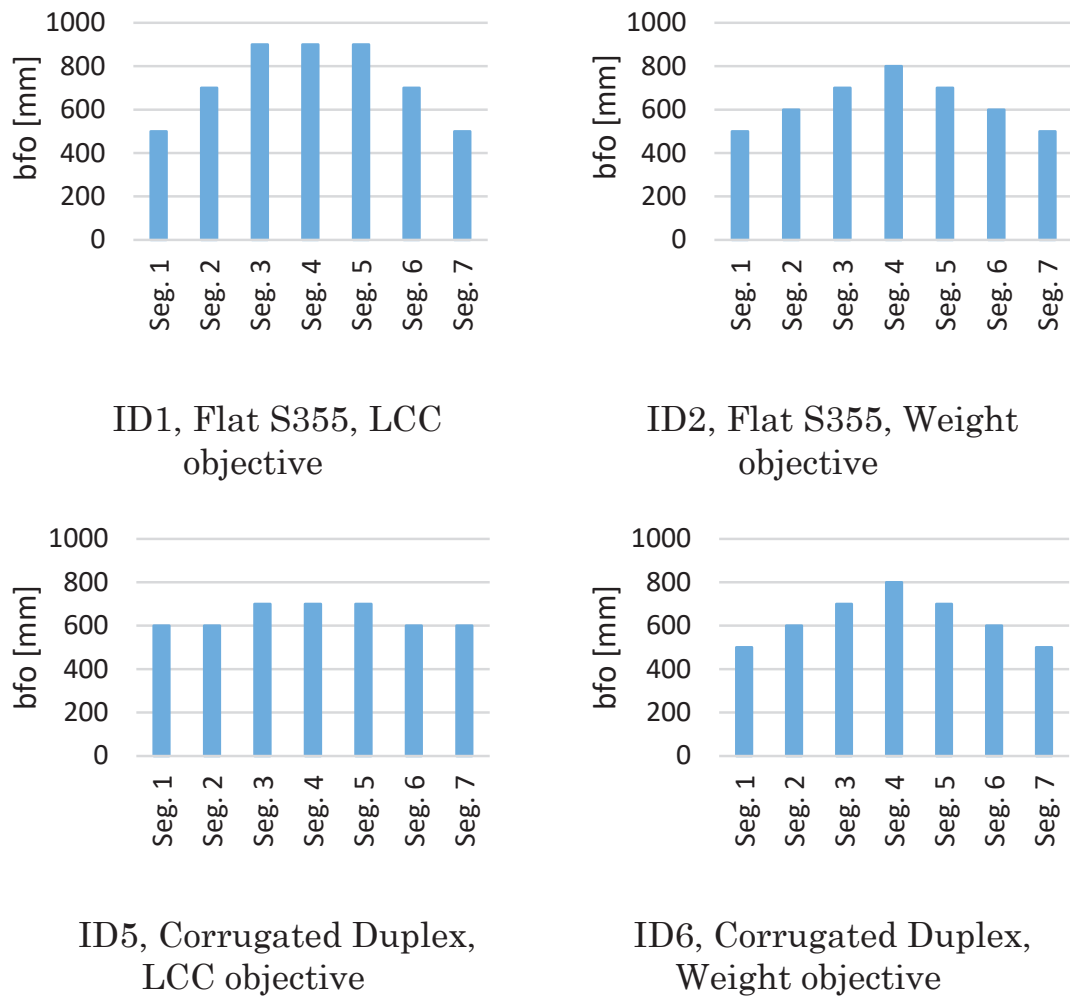 1000
800
600
400
200
0
bfo [mm]
Seg. 1
Seg. 2
Seg. 3
Seg. 4
Seg. 5
Seg. 6
Seg. 7
ID1, Flat S355, LCC
objective
1000
800
600
400
200
0
bfo [mm]
Seg. 1
Seg. 2
Seg. 3
Seg. 4
Seg. 5
Seg. 6
Seg. 7
ID2, Flat S355, Weight
objective
1000
800
600
400
200
0
bfo [mm]
Seg. 1
Seg. 2
Seg. 3
Seg. 4
Seg. 5
Seg. 6
Seg. 7
ID5, Corrugated Duplex,
LCC objective
1000
800
600
400
200
0
bfo [mm]
Seg. 1
Seg. 2
Seg. 3
Seg. 4
Seg. 5
Seg. 6
Seg. 7
ID6, Corrugated Duplex,
Weight objective